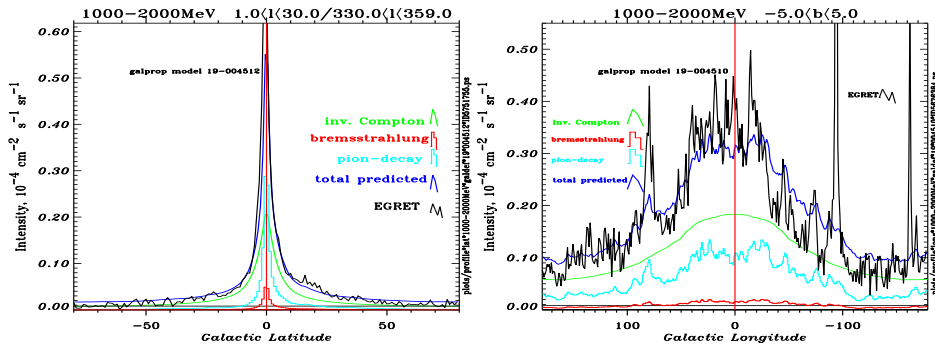 1000-2000MeV 1.0⟨l⟨30.0/330.0⟨l⟨359.0
0.60
0.50
0.40
0.30
0.20
0.10
0.00
Intensity, 10⁻⁴ cm⁻² s⁻¹ sr⁻¹
galprop model 19-004512
inv. Compton
bremsstrahlung
pion-decay
total predicted
EGRET
-50
0
50
Galactic Latitude
1000-2000MeV -5.0⟨b⟨5.0
0.50
0.40
0.30
0.20
0.10
0.00
Intensity, 10⁻⁴ cm⁻² s⁻¹ sr⁻¹
galprop model 19-004510
EGRET
inv. Compton
bremsstrahlung
pion-decay
total predicted
100
0
-100
Galactic Longitude